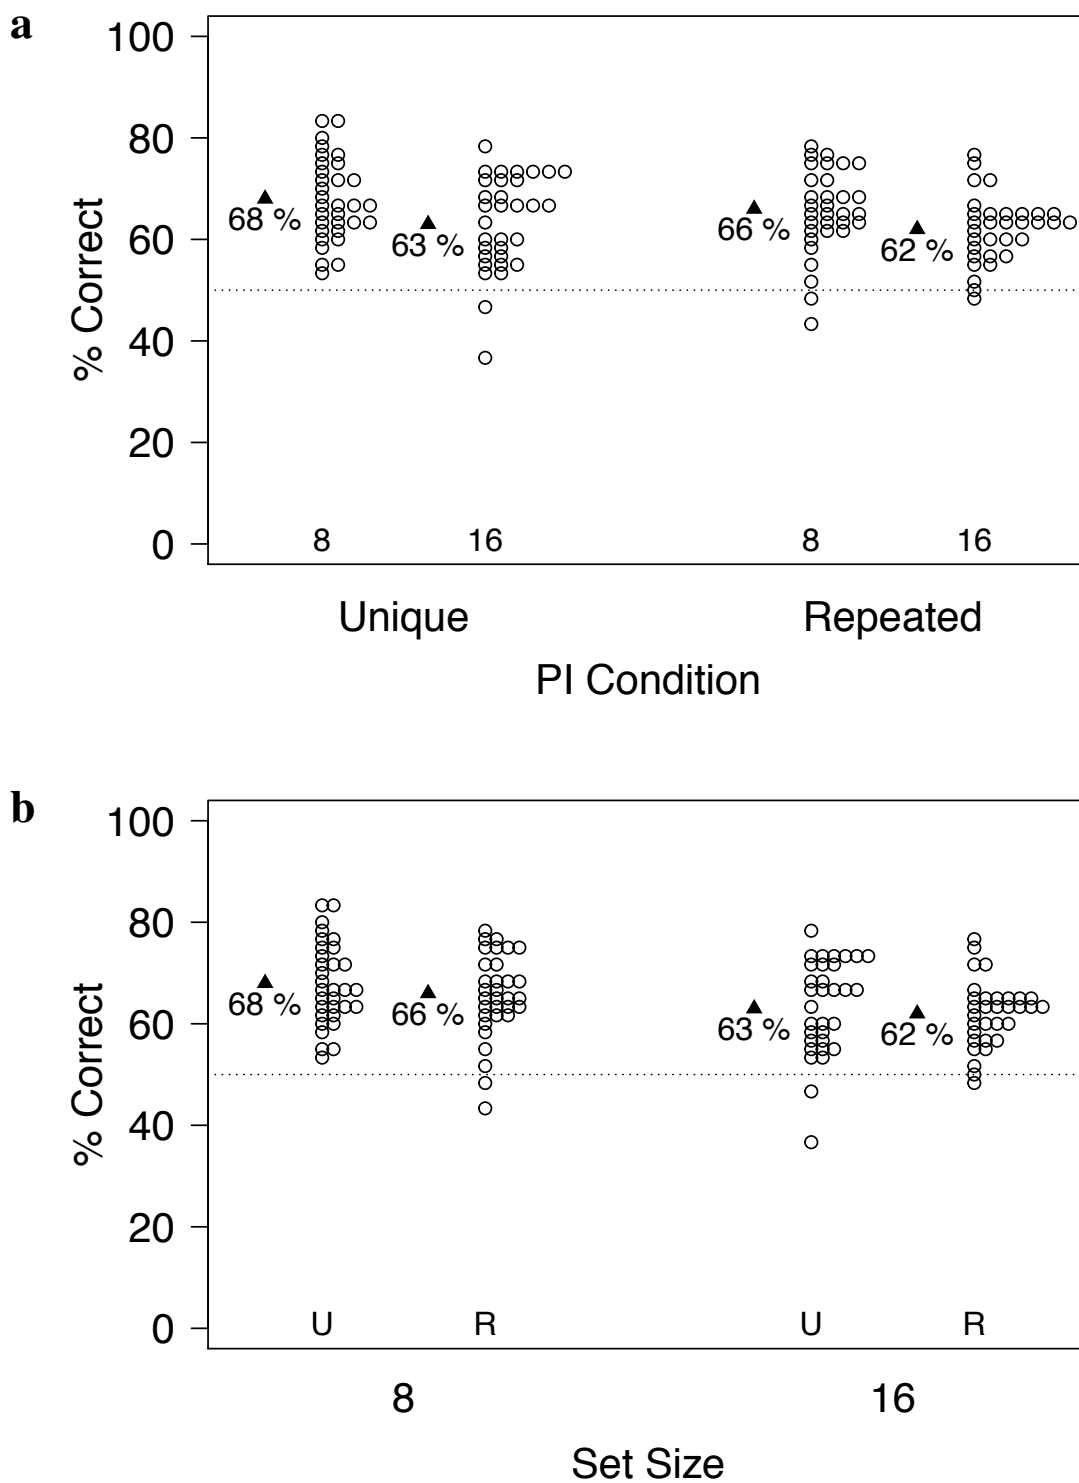 a
100
80
60
40
20
0
% Correct
68 %
63 %
66 %
62 %
8 16 8 16
Unique Repeated
PI Condition
b
100
80
60
40
20
0
% Correct
68 %
66 %
63 %
62 %
U R U R
8 16
Set Size